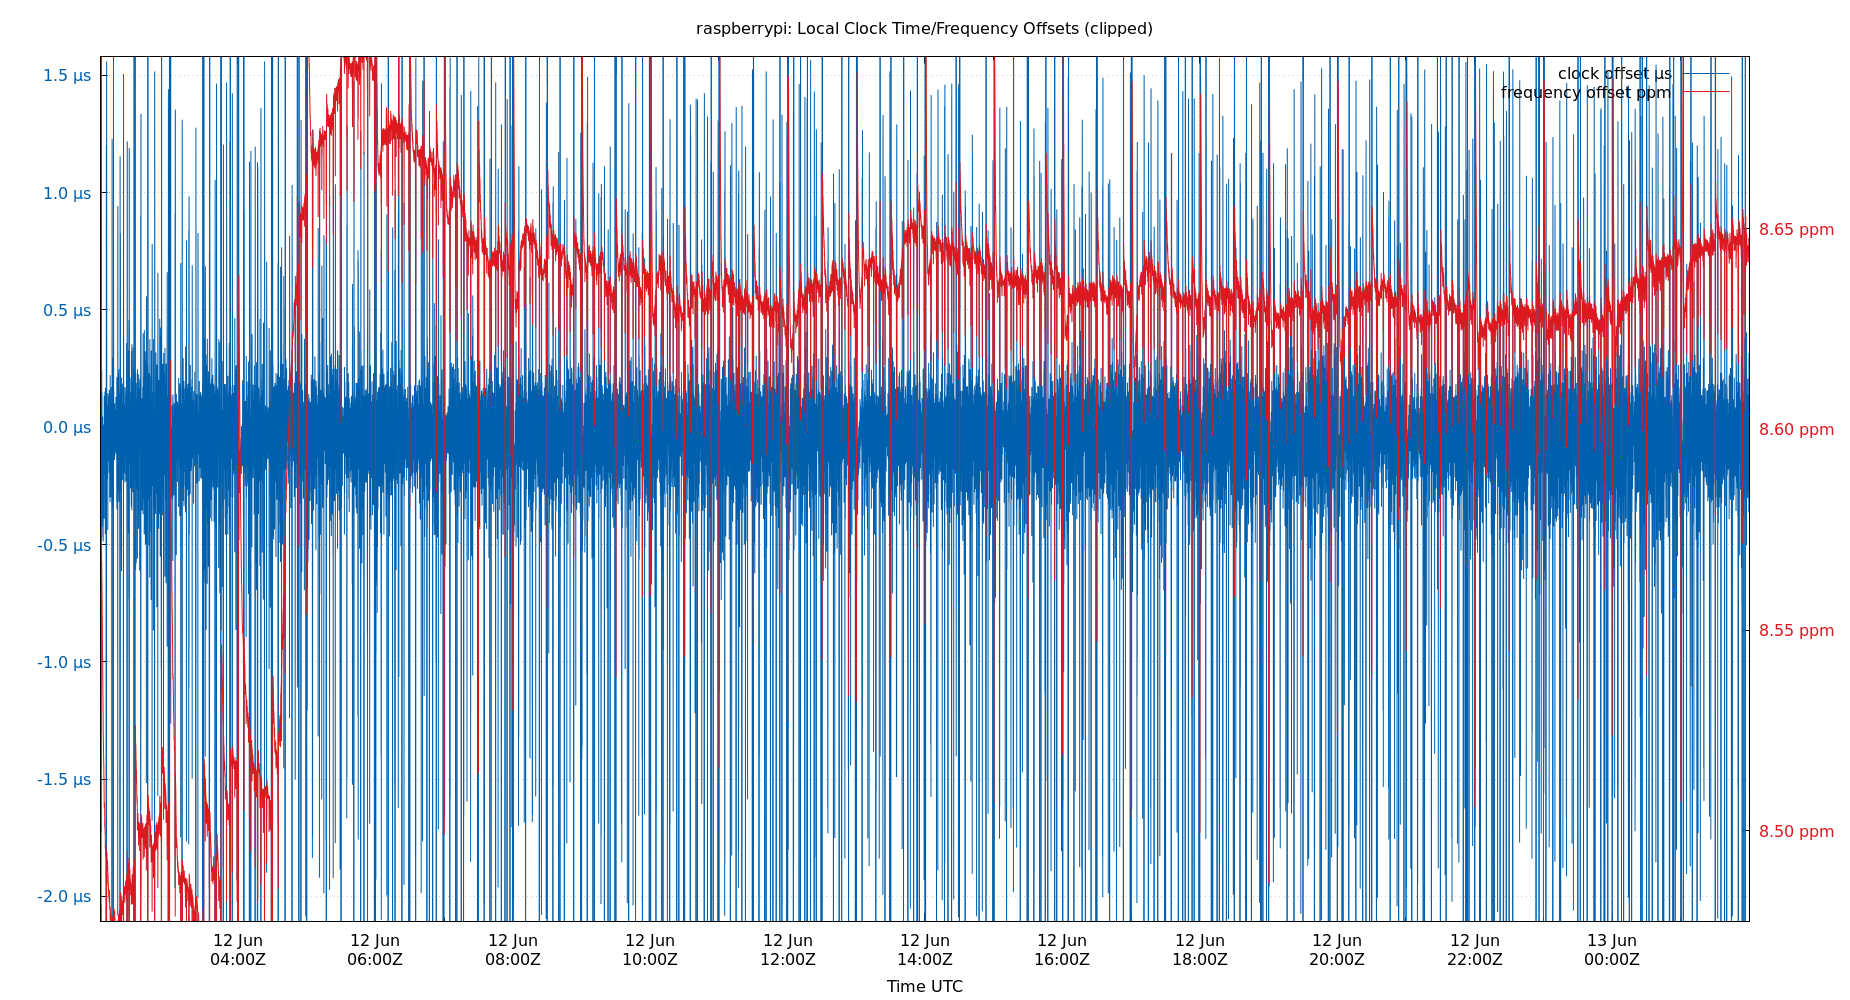 raspberrypi: Local Clock Time/Frequency Offsets (clipped)
clock offset µs
frequency offset ppm
1.5 µs
1.0 µs
0.5 µs
0.0 µs
-0.5 µs
-1.0 µs
-1.5 µs
-2.0 µs
8.65 ppm
8.60 ppm
8.55 ppm
8.50 ppm
12 Jun 12 Jun 12 Jun 12 Jun 12 Jun 12 Jun 12 Jun 12 Jun 12 Jun 12 Jun 13 Jun
04:00Z 06:00Z 08:00Z 10:00Z 12:00Z 14:00Z 16:00Z 18:00Z 20:00Z 22:00Z 00:00Z
Time UTC